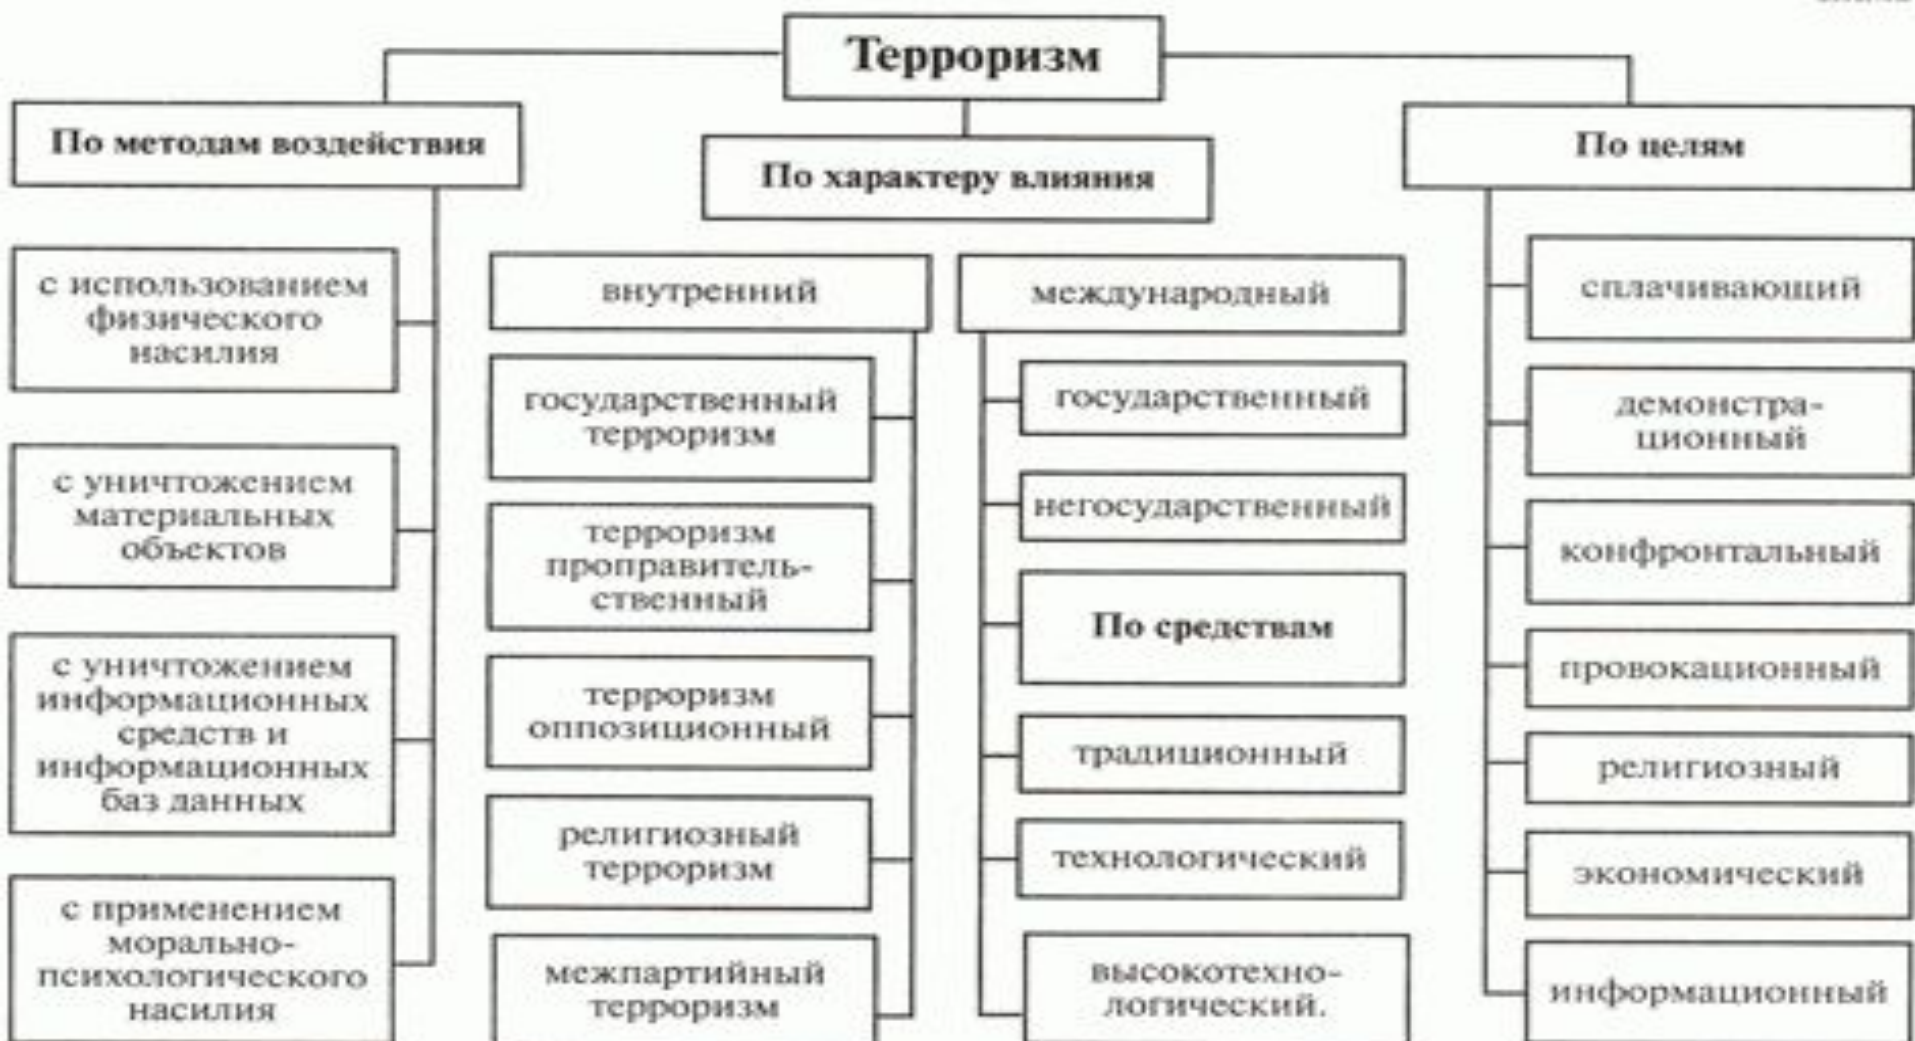 Терроризм
По методам воздействия
с использованием
физического
насилия
с уничтожением
материальных
объектов
с уничтожением
информационных
средств и
информационных
баз данных
с применением
морально-
психологического
насилия
По характеру влияния
внутренний
государственный
терроризм
терроризм
проправитель-
ственный
терроризм
оппозиционный
религиозный
терроризм
межпартийный
терроризм
международный
государственный
негосударственный
По средствам
традиционный
технологический
высокотехно-
логический.
По целям
сплачивающий
демонстра-
ционный
конфронтальный
провокационный
религиозный
экономический
информационный